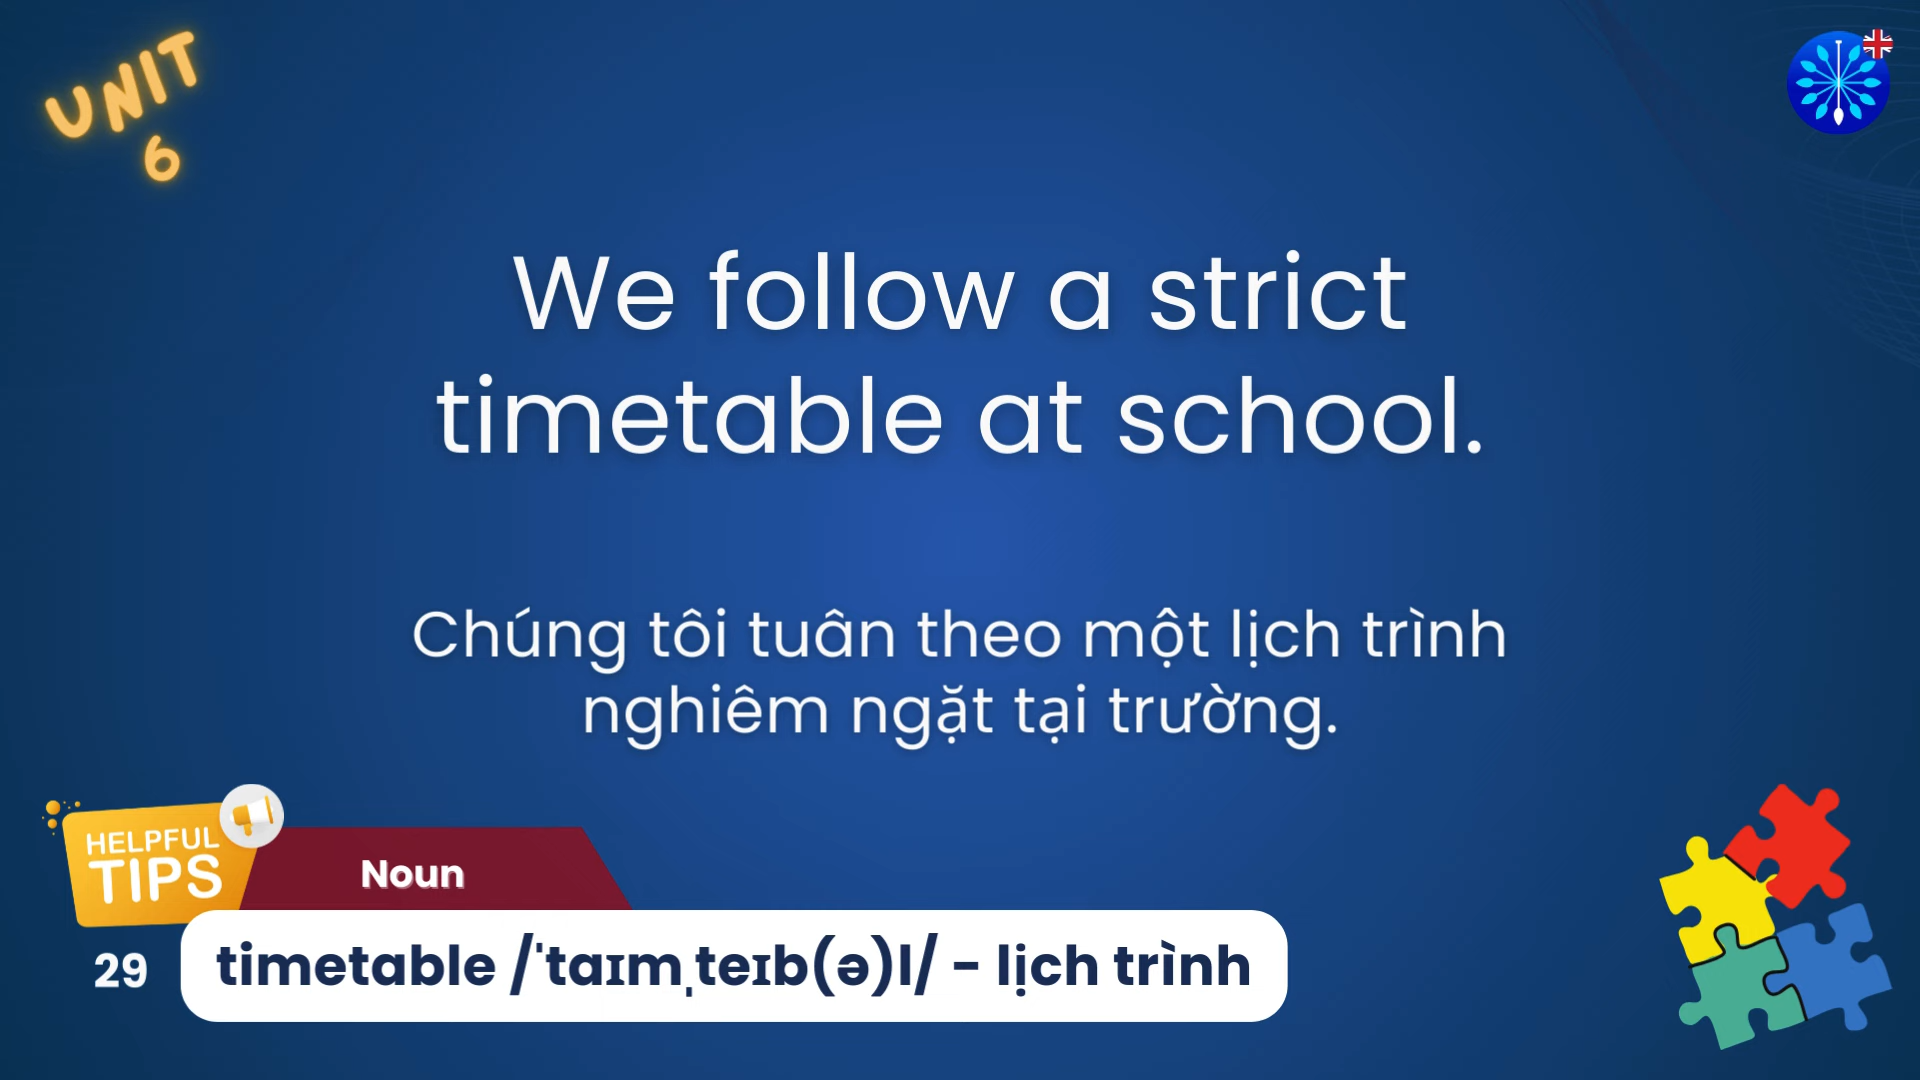 UNIT
6
We follow a strict
timetable at school.
Chúng tôi tuân theo một lịch trình
nghiêm ngặt tại trường.
HELPFUL
TIPS
Noun
29
timetable /ˈtaɪmˌteɪb(ə)l/ - lịch trình